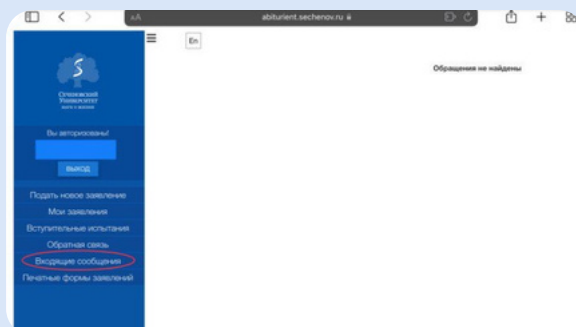 AA
abiturient.sechenov.ru
En
Обращения не найдены
Сеченовский
Университет
Вы авторизованы!
ВЫХОД
Подать новое заявление
Мои заявления
Вступительные испытания
Обратная связь
Входящие сообщения
Печатные формы заявлений